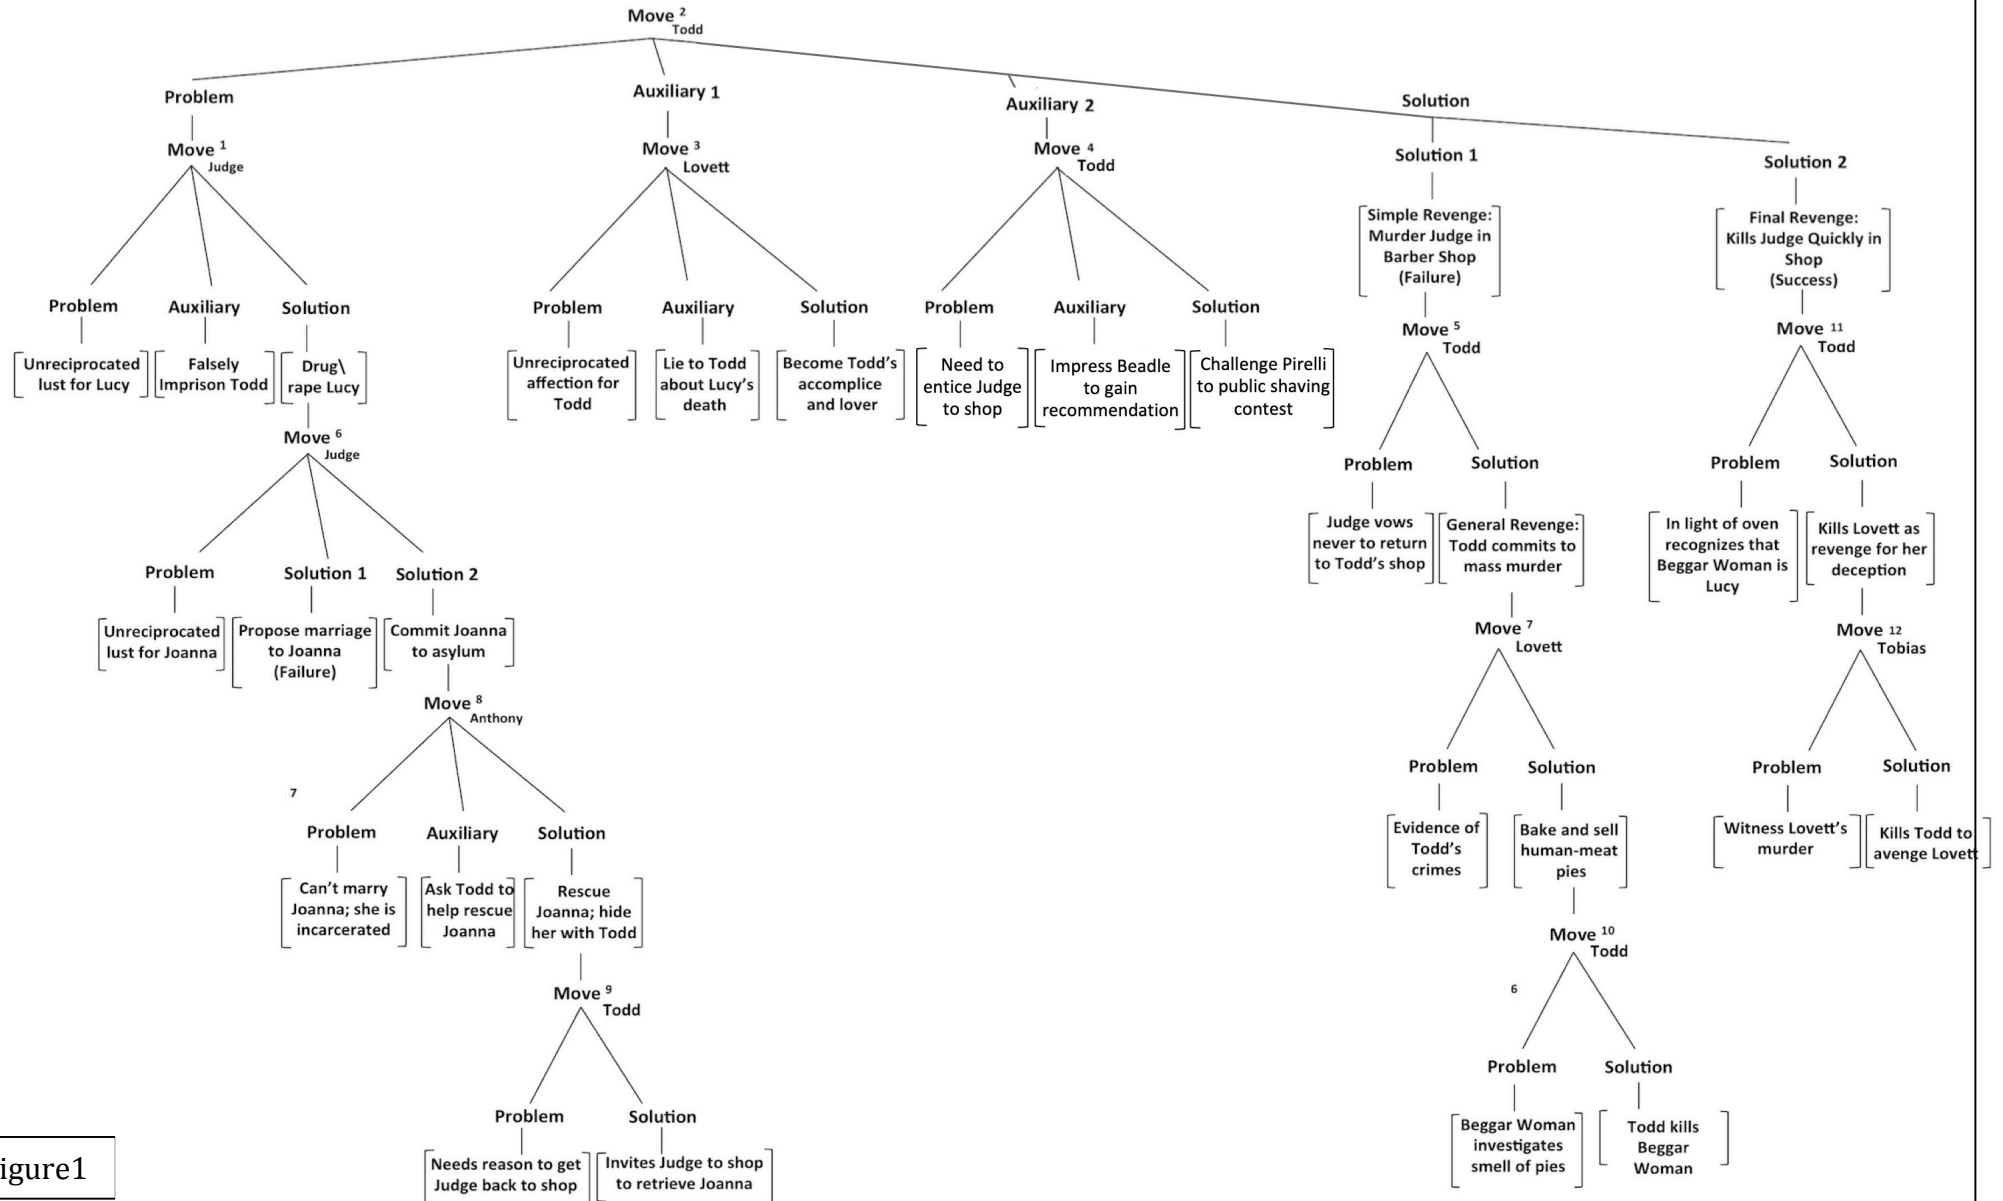 Move 2
Todd
Problem
Auxiliary 1
Auxiliary 2
Solution
Move 1
Judge
Move 3
Lovett
Move 4
Todd
Solution 1
Solution 2
Simple Revenge:
Murder Judge in
Barber Shop
(Failure)
Final Revenge:
Kills Judge Quickly in
Shop
(Success)
Problem
Auxiliary
Solution
Problem
Auxiliary
Solution
Problem
Auxiliary
Solution
Unreciprocated
lust for Lucy
Falsely
Imprison Todd
Drug\
rape Lucy
Unreciprocated
affection for
Todd
Lie to Todd
about Lucy's
death
Become Todd's
accomplice
and lover
Need to
entice Judge
to shop
Impress Beadle
to gain
recommendation
Challenge Pirelli
to public shaving
contest
Move 5
Todd
Move 11
Todd
Move 6
Judge
Problem
Solution
Problem
Solution
Judge vows
never to return
to Todd's shop
General Revenge:
Todd commits to
mass murder
In light of oven
recognizes that
Beggar Woman is
Lucy
Kills Lovett as
revenge for her
deception
Problem
Solution 1
Solution 2
Unreciprocated
lust for Joanna
Propose marriage
to Joanna
(Failure)
Commit Joanna
to asylum
Move 7
Lovett
Move 12
Tobias
Move 8
Anthony
7
Problem
Solution
Problem
Solution
Evidence of
Todd's
crimes
Bake and sell
human-meat
pies
Witness Lovett's
murder
Kills Todd to
avenge Lovett
Problem
Auxiliary
Solution
Can't marry
Joanna; she is
incarcerated
Ask Todd to
help rescue
Joanna
Rescue
Joanna; hide
her with Todd
Move 10
Todd
6
Move 9
Todd
Problem
Solution
Beggar Woman
investigates
smell of pies
Todd kills
Beggar
Woman
Problem
Solution
Needs reason to get
Judge back to shop
Invites Judge to shop
to retrieve Joanna
igure1